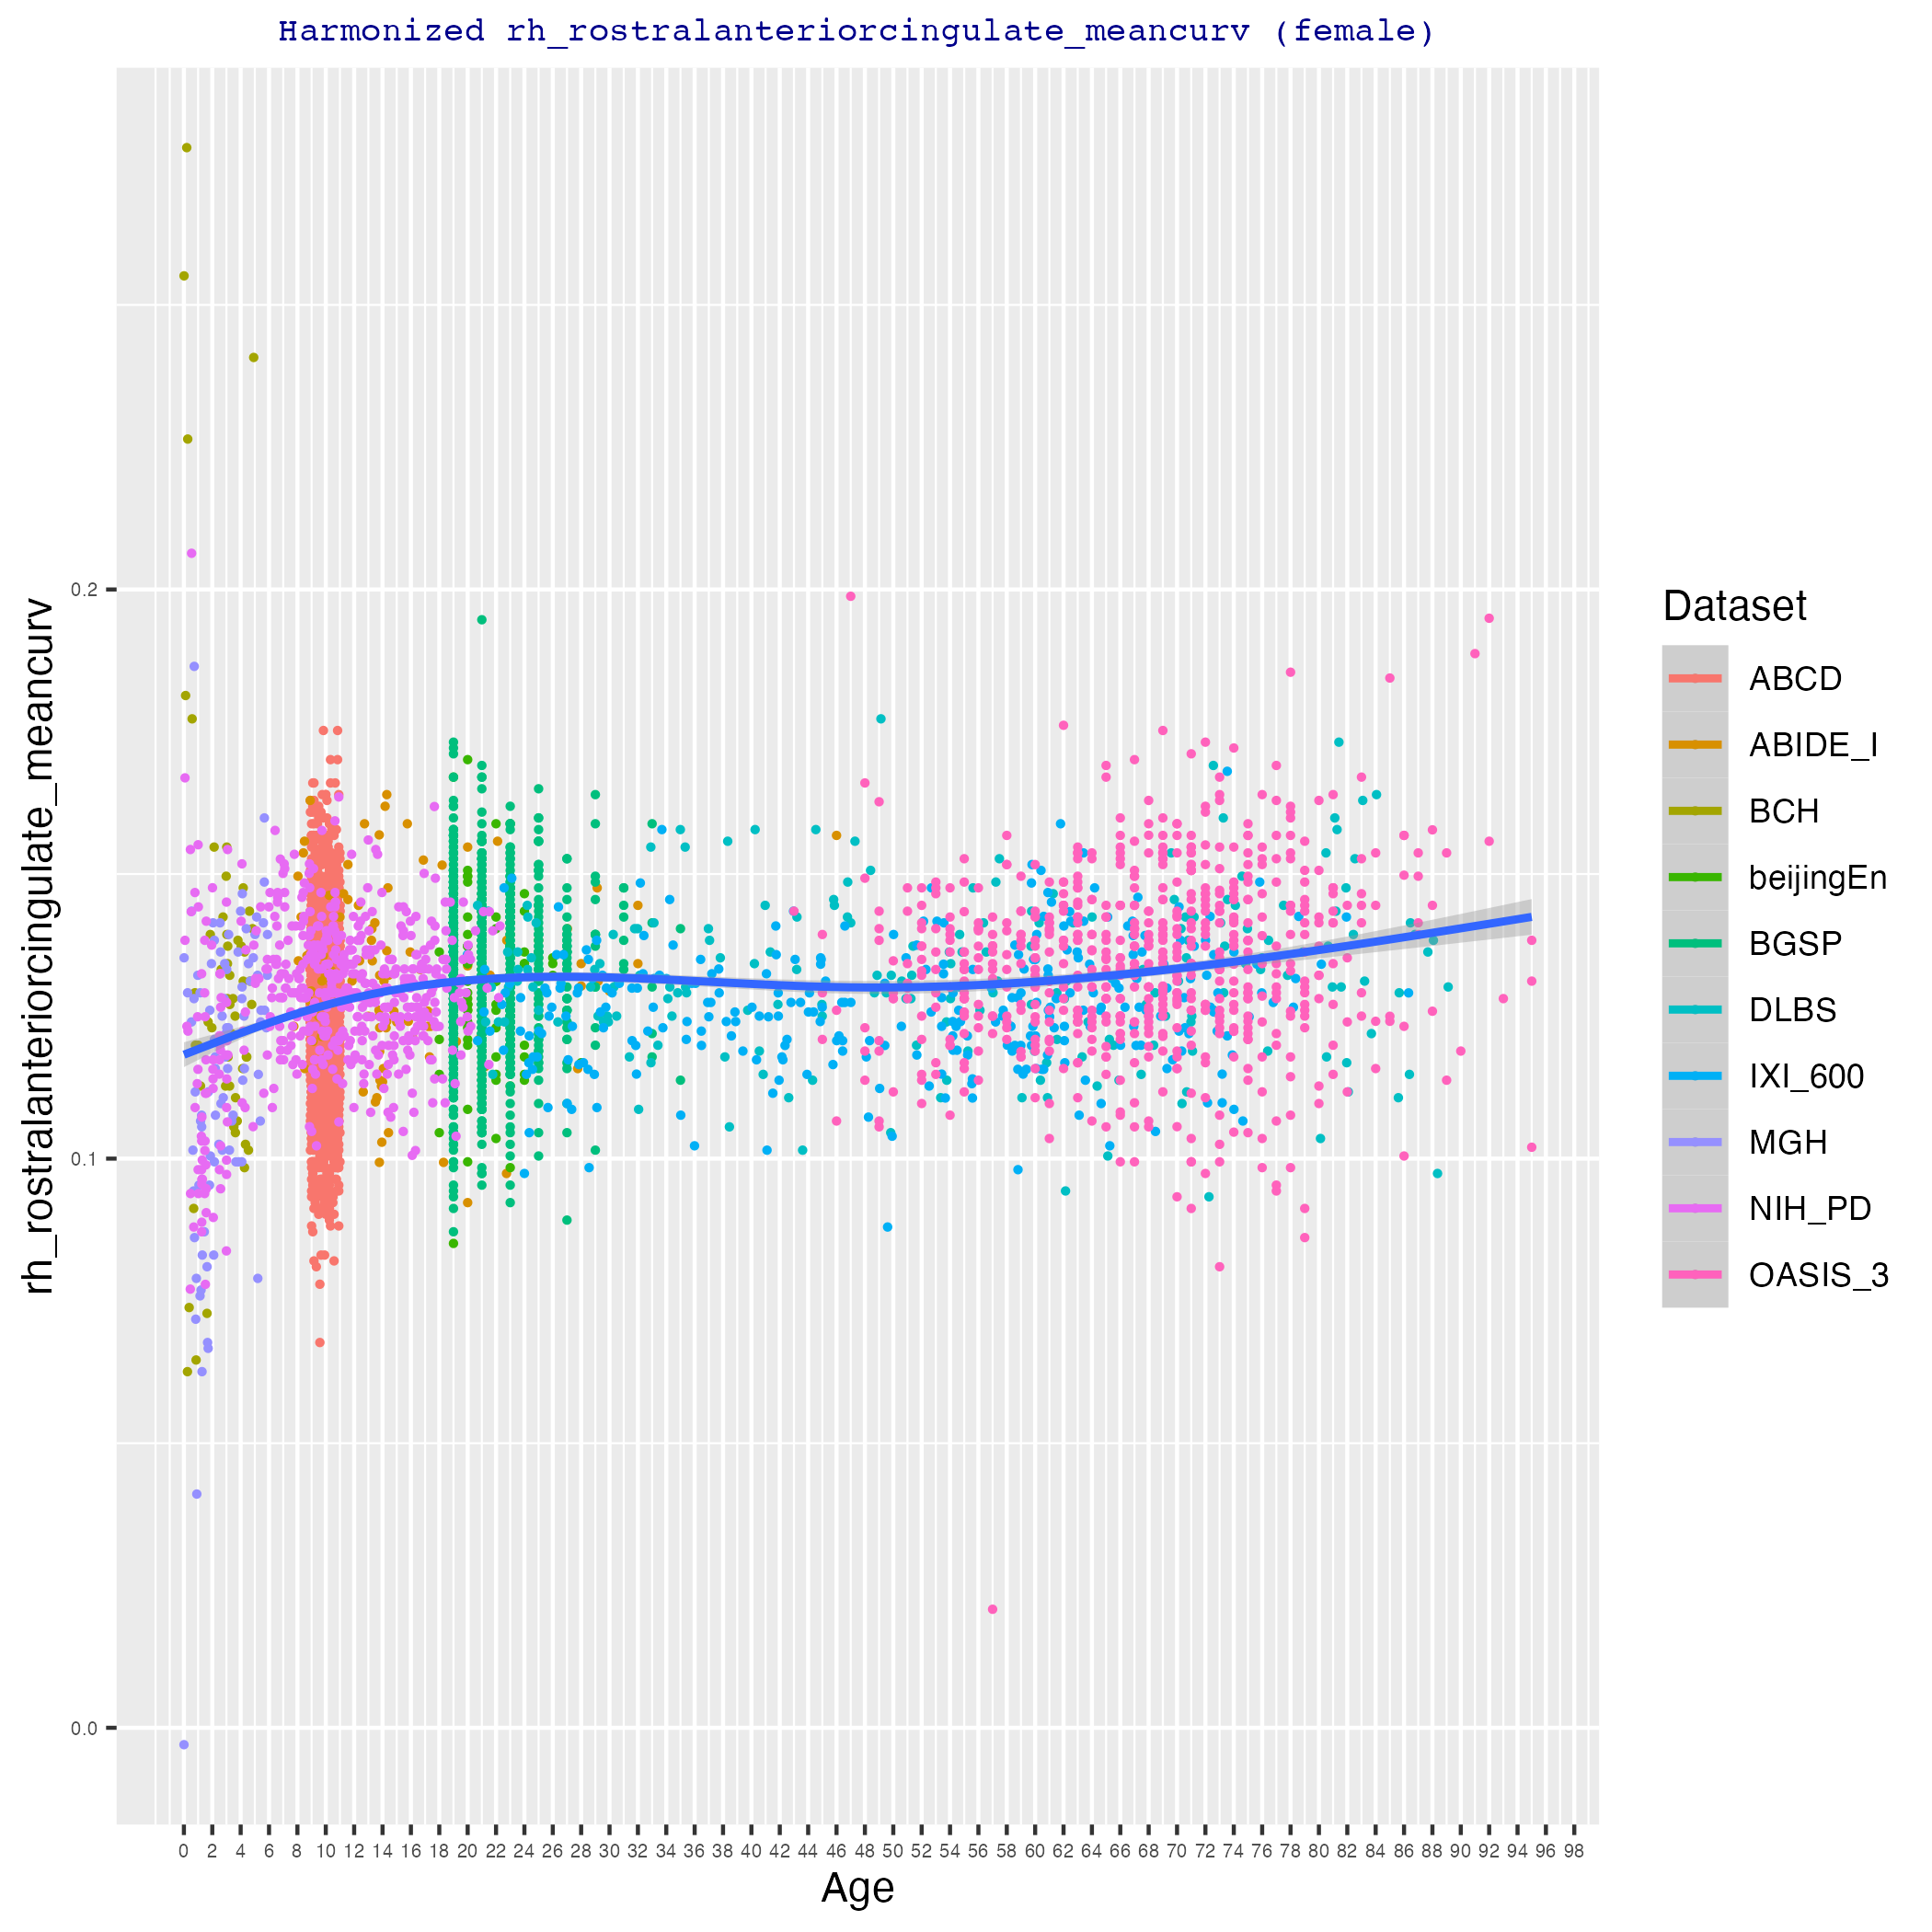 Harmonized rh_rostralanteriorcingulate_meancurv (female)
rh_rostralanteriorcingulate_meancurv
0.2
0.1
0.0
0 2 4 6 8 10 12 14 16 18 20 22 24 26 28 30 32 34 36 38 40 42 44 46 48 50 52 54 56 58 60 62 64 66 68 70 72 74 76 78 80 82 84 86 88 90 92 94 96 98
Age
Dataset
ABCD
ABIDE_I
BCH
beijingEn
BGSP
DLBS
IXI_600
MGH
NIH_PD
OASIS_3